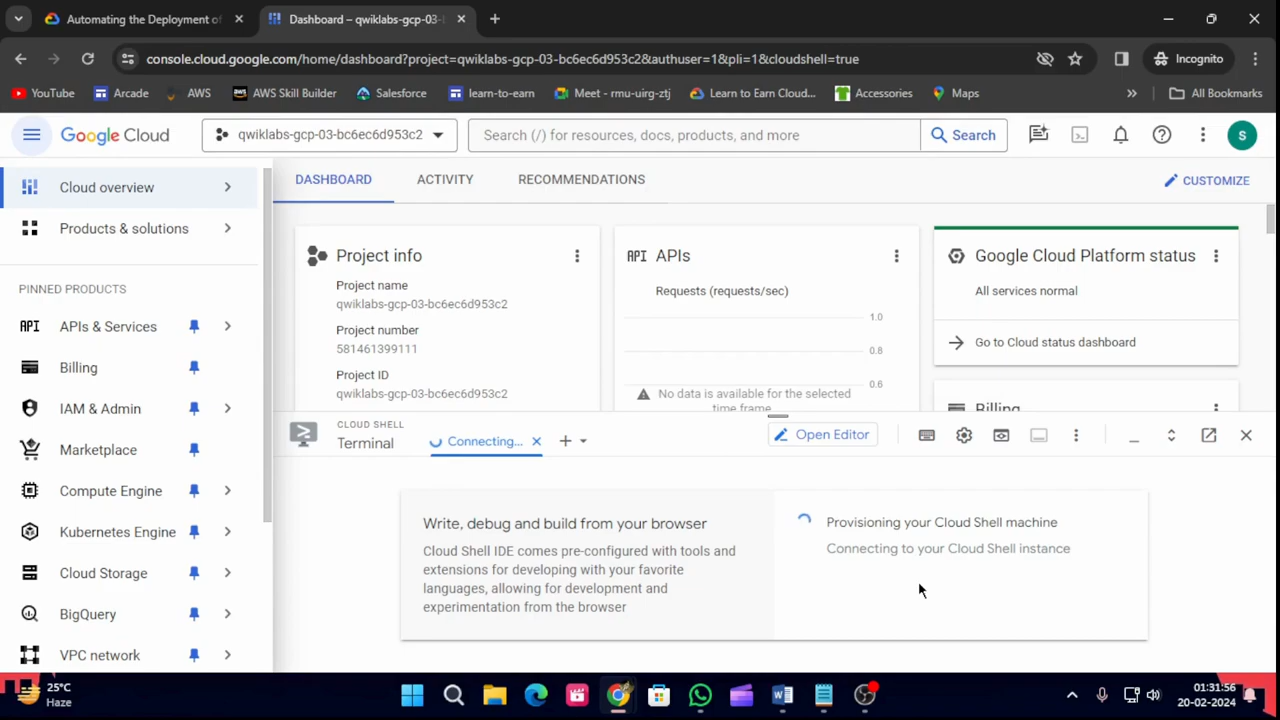 Automating the Deployment of
Dashboard – qwiklabs-gcp-03-
console.cloud.google.com/home/dashboard?project=qwiklabs-gcp-03-bc6ec6d953c2&authuser=1&pli=1&cloudshell=true
Incognito
YouTube
Arcade
AWS
AWS Skill Builder
Salesforce
learn-to-earn
Meet - rmu-uirg-ztj
Learn to Earn Cloud...
Accessories
Maps
All Bookmarks
Google Cloud
qwiklabs-gcp-03-bc6ec6d953c2
Search (/) for resources, docs, products, and more
Search
S
Cloud overview
Products & solutions
PINNED PRODUCTS
API APIs & Services
Billing
IAM & Admin
Marketplace
Compute Engine
Kubernetes Engine
Cloud Storage
BigQuery
VPC network
DASHBOARD
ACTIVITY
RECOMMENDATIONS
CUSTOMIZE
Project info
Project name
qwiklabs-gcp-03-bc6ec6d953c2
Project number
581461399111
Project ID
qwiklabs-gcp-03-bc6ec6d953c2
API APIs
Requests (requests/sec)
1.0
0.8
0.6
No data is available for the selected
time frame.
Google Cloud Platform status
All services normal
Go to Cloud status dashboard
Billing
CLOUD SHELL
Terminal
Connecting...
Open Editor
Write, debug and build from your browser
Cloud Shell IDE comes pre-configured with tools and
extensions for developing with your favorite
languages, allowing for development and
experimentation from the browser
Provisioning your Cloud Shell machine
Connecting to your Cloud Shell instance
25°C
Haze
01:31:56
20-02-2024